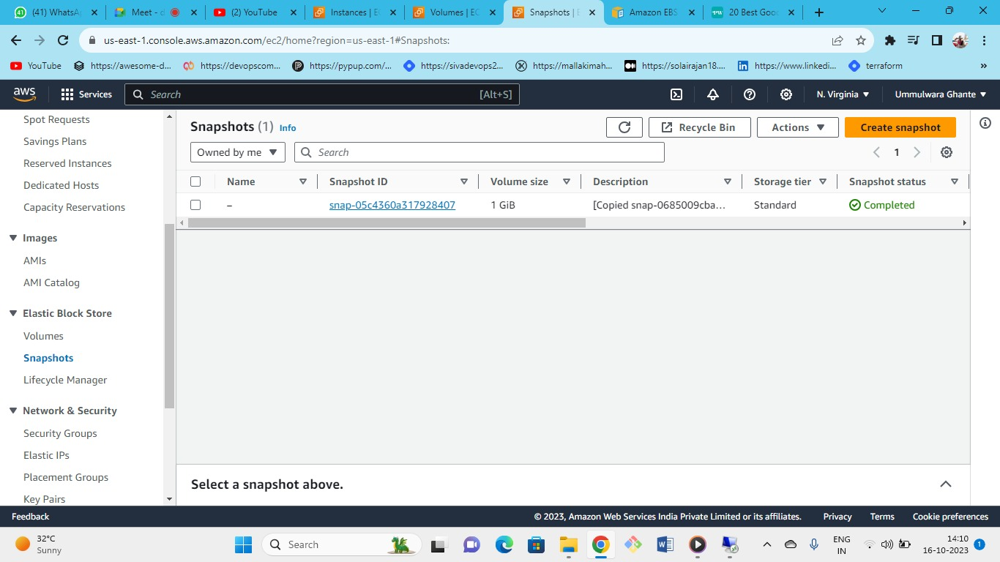 (41) WhatsA
Meet - d
(2) YouTube
Instances | E
Volumes | EC
Snapshots | E
Amazon EBS
20 Best Goo
us-east-1.console.aws.amazon.com/ec2/home?region=us-east-1#Snapshots:
YouTube
https://awesome-d...
https://devopscom...
https://pypup.com/...
https://sivadevops2...
https://mallakimah...
https://solairajan18....
https://www.linkedi...
terraform
»
aws
Services
Search
[Alt+S]
N. Virginia
Ummulwara Ghante
Spot Requests
Savings Plans
Reserved Instances
Dedicated Hosts
Capacity Reservations
Images
AMIs
AMI Catalog
Elastic Block Store
Volumes
Snapshots
Lifecycle Manager
Network & Security
Security Groups
Elastic IPs
Placement Groups
Key Pairs
Snapshots (1) Info
Recycle Bin
Actions
Create snapshot
Owned by me
Search
1
Name
Snapshot ID
Volume size
Description
Storage tier
Snapshot status
–
snap-05c4360a317928407
1 GiB
[Copied snap-0685009cba...
Standard
Completed
Select a snapshot above.
Feedback
© 2023, Amazon Web Services India Private Limited or its affiliates.
Privacy
Terms
Cookie preferences
32°C
Sunny
Search
ENG
IN
14:10
16-10-2023
1